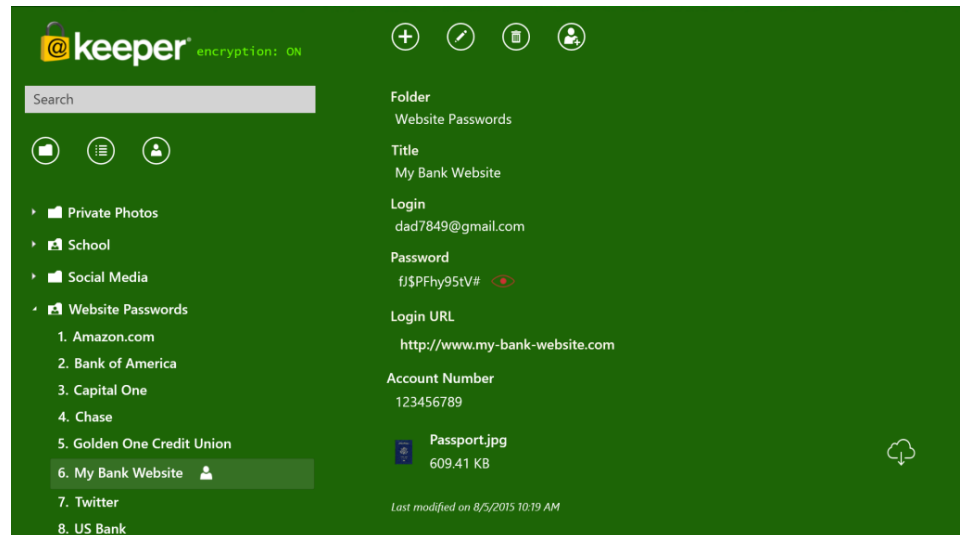 @keeper® encryption: ON
Search
Private Photos
School
Social Media
Website Passwords
1. Amazon.com
2. Bank of America
3. Capital One
4. Chase
5. Golden One Credit Union
6. My Bank Website
7. Twitter
8. US Bank
Folder
Website Passwords
Title
My Bank Website
Login
dad7849@gmail.com
Password
fJ$PFhy95tV#
Login URL
http://www.my-bank-website.com
Account Number
123456789
Passport.jpg
609.41 KB
Last modified on 8/5/2015 10:19 AM